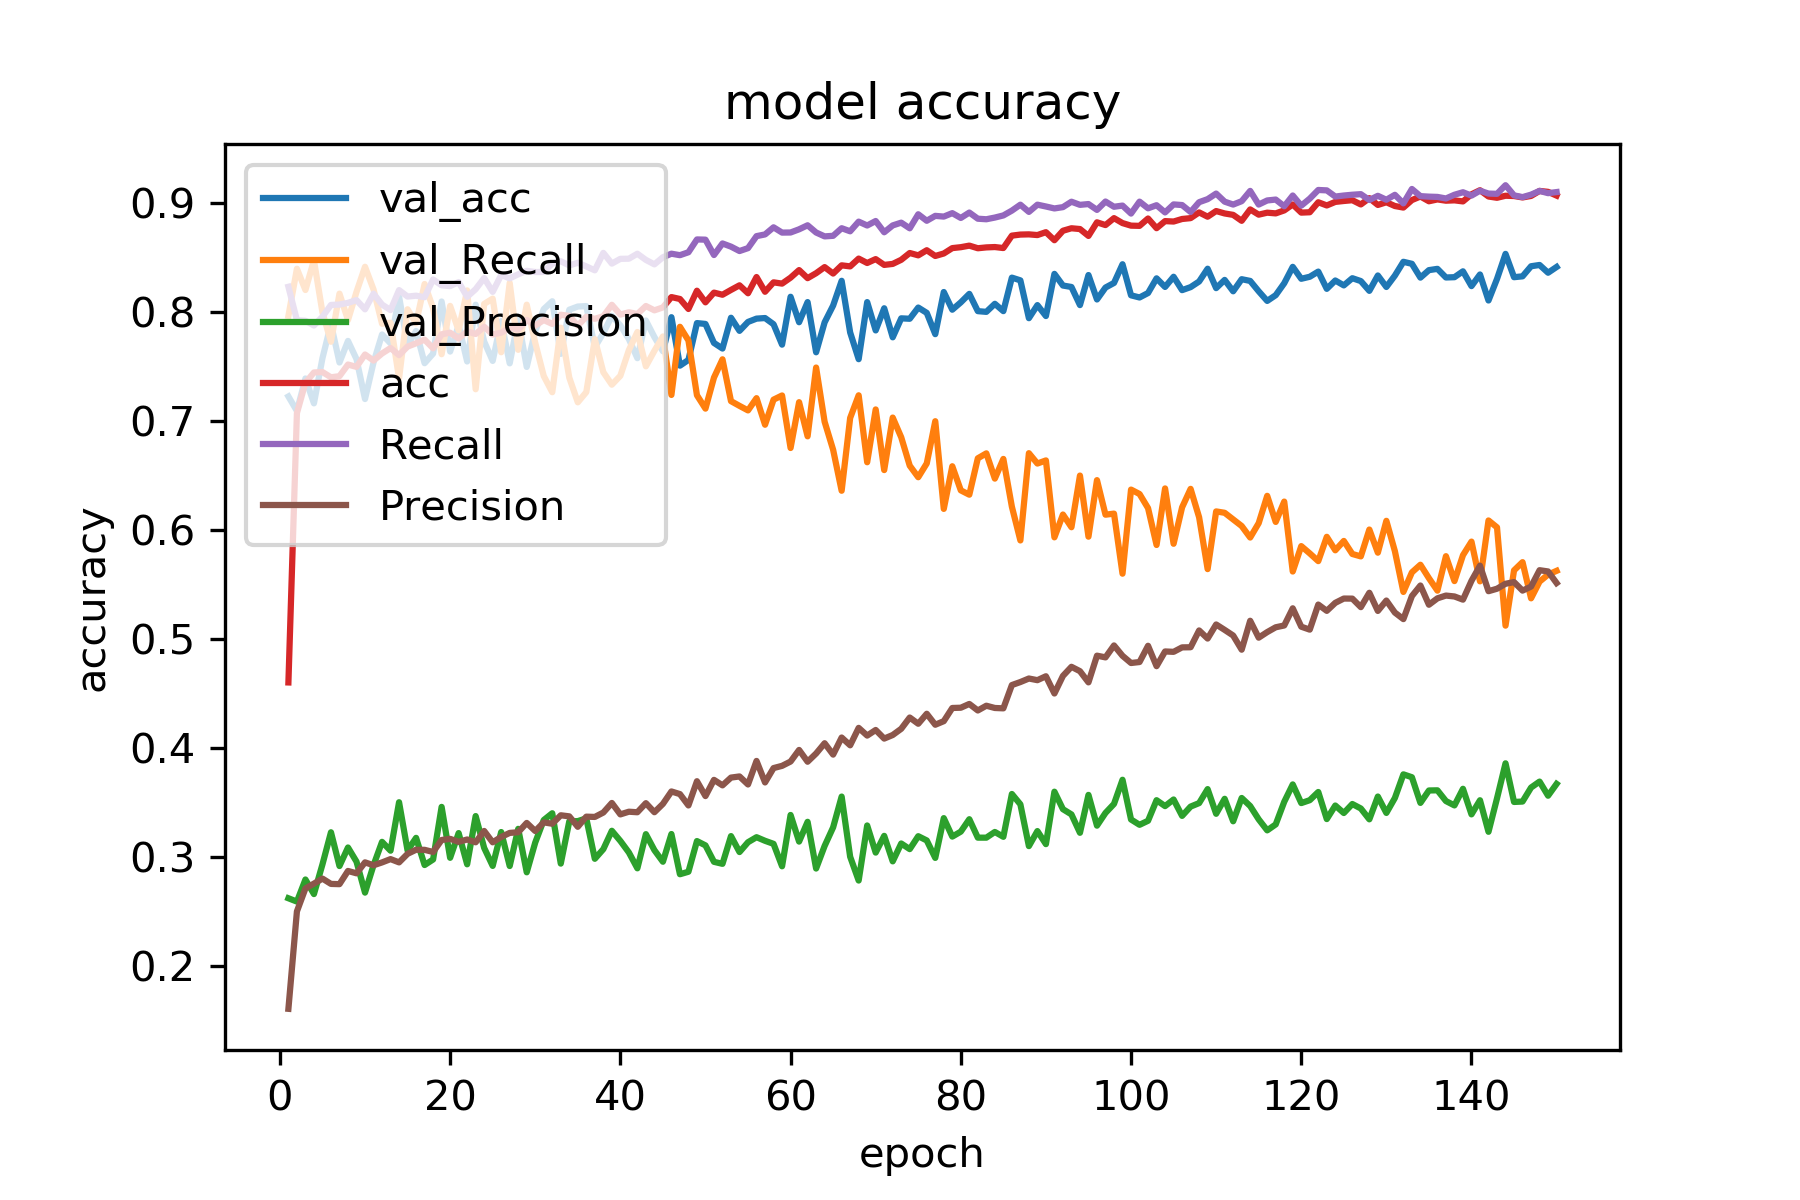 model accuracy
val_acc
val_Recall
val_Precision
acc
Recall
Precision
accuracy
0.9
0.8
0.7
0.6
0.5
0.4
0.3
0.2
0 20 40 60 80 100 120 140
epoch